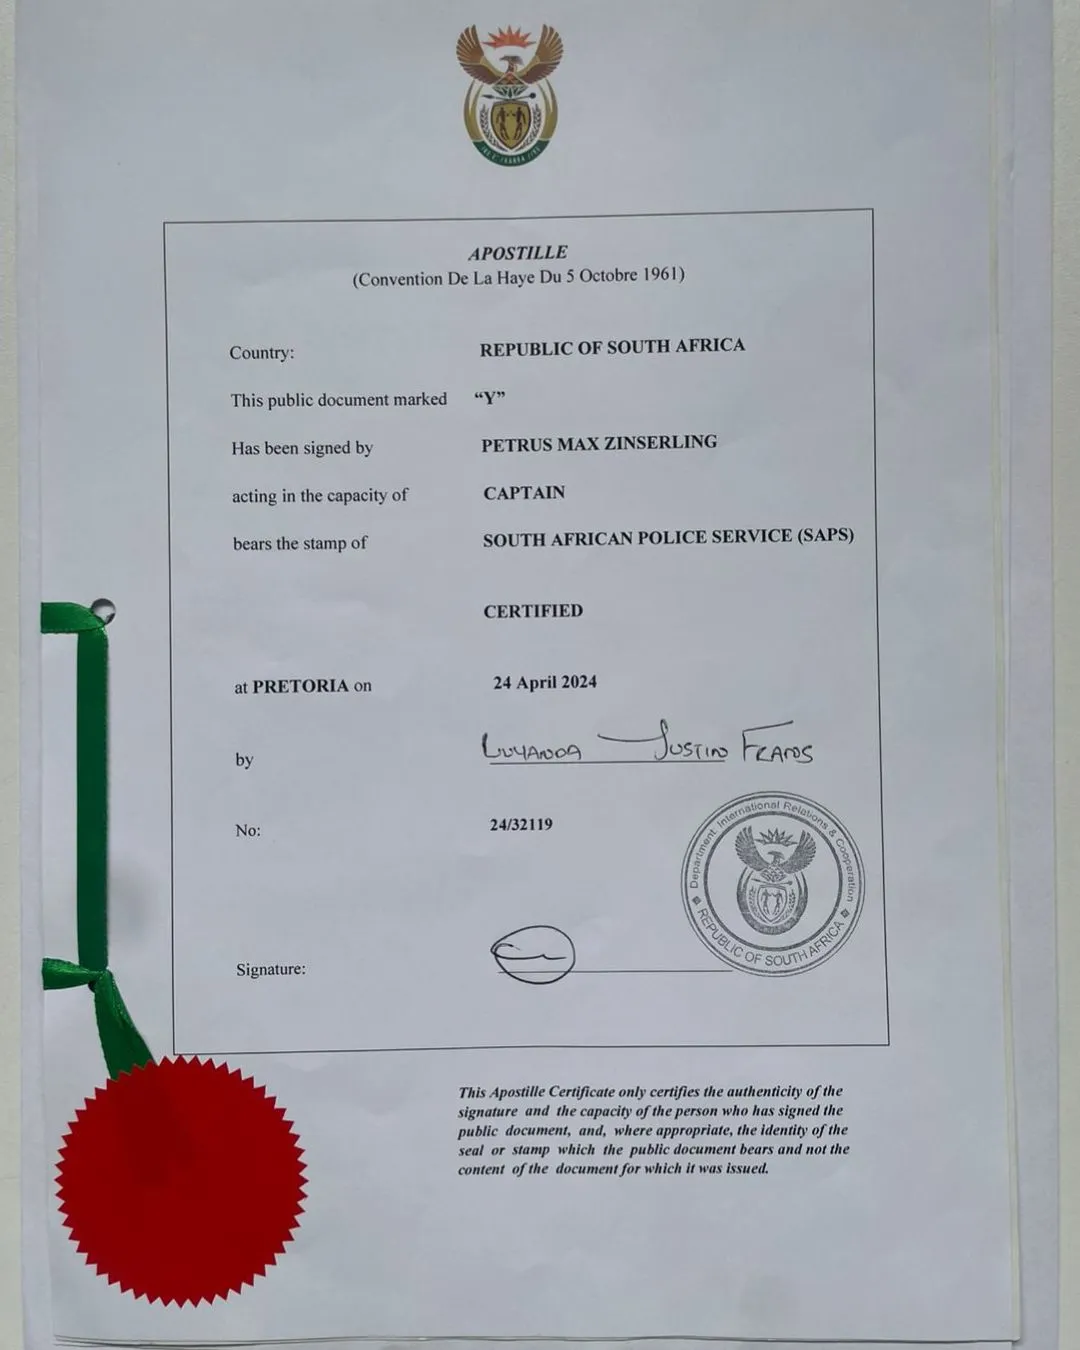 APOSTILLE
(Convention De La Haye Du 5 Octobre 1961)
Country: REPUBLIC OF SOUTH AFRICA
This public document marked “Y”
Has been signed by PETRUS MAX ZINSERLING
acting in the capacity of CAPTAIN
bears the stamp of SOUTH AFRICAN POLICE SERVICE (SAPS)
CERTIFIED
at PRETORIA on 24 April 2024
by LUYANDA JUSTIN FRANS
No: 24/32119
Department: International Relations & Cooperation
REPUBLIC OF SOUTH AFRICA
Signature:
This Apostille Certificate only certifies the authenticity of the
signature and the capacity of the person who has signed the
public document, and, where appropriate, the identity of the
seal or stamp which the public document bears and not the
content of the document for which it was issued.